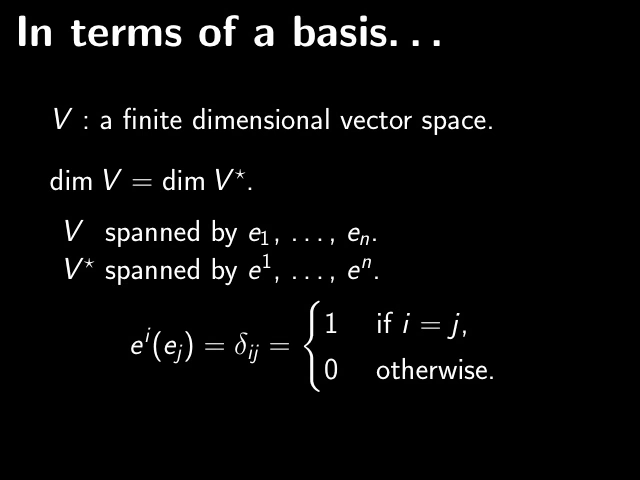 In terms of a basis. . .
V : a finite dimensional vector space.
dim V = dim V⋆.
V spanned by e₁, . . . , eₙ.
V⋆ spanned by e¹, . . . , eⁿ.
eⁱ(eⱼ) = δᵢⱼ = { 1 if i = j,
0 otherwise.